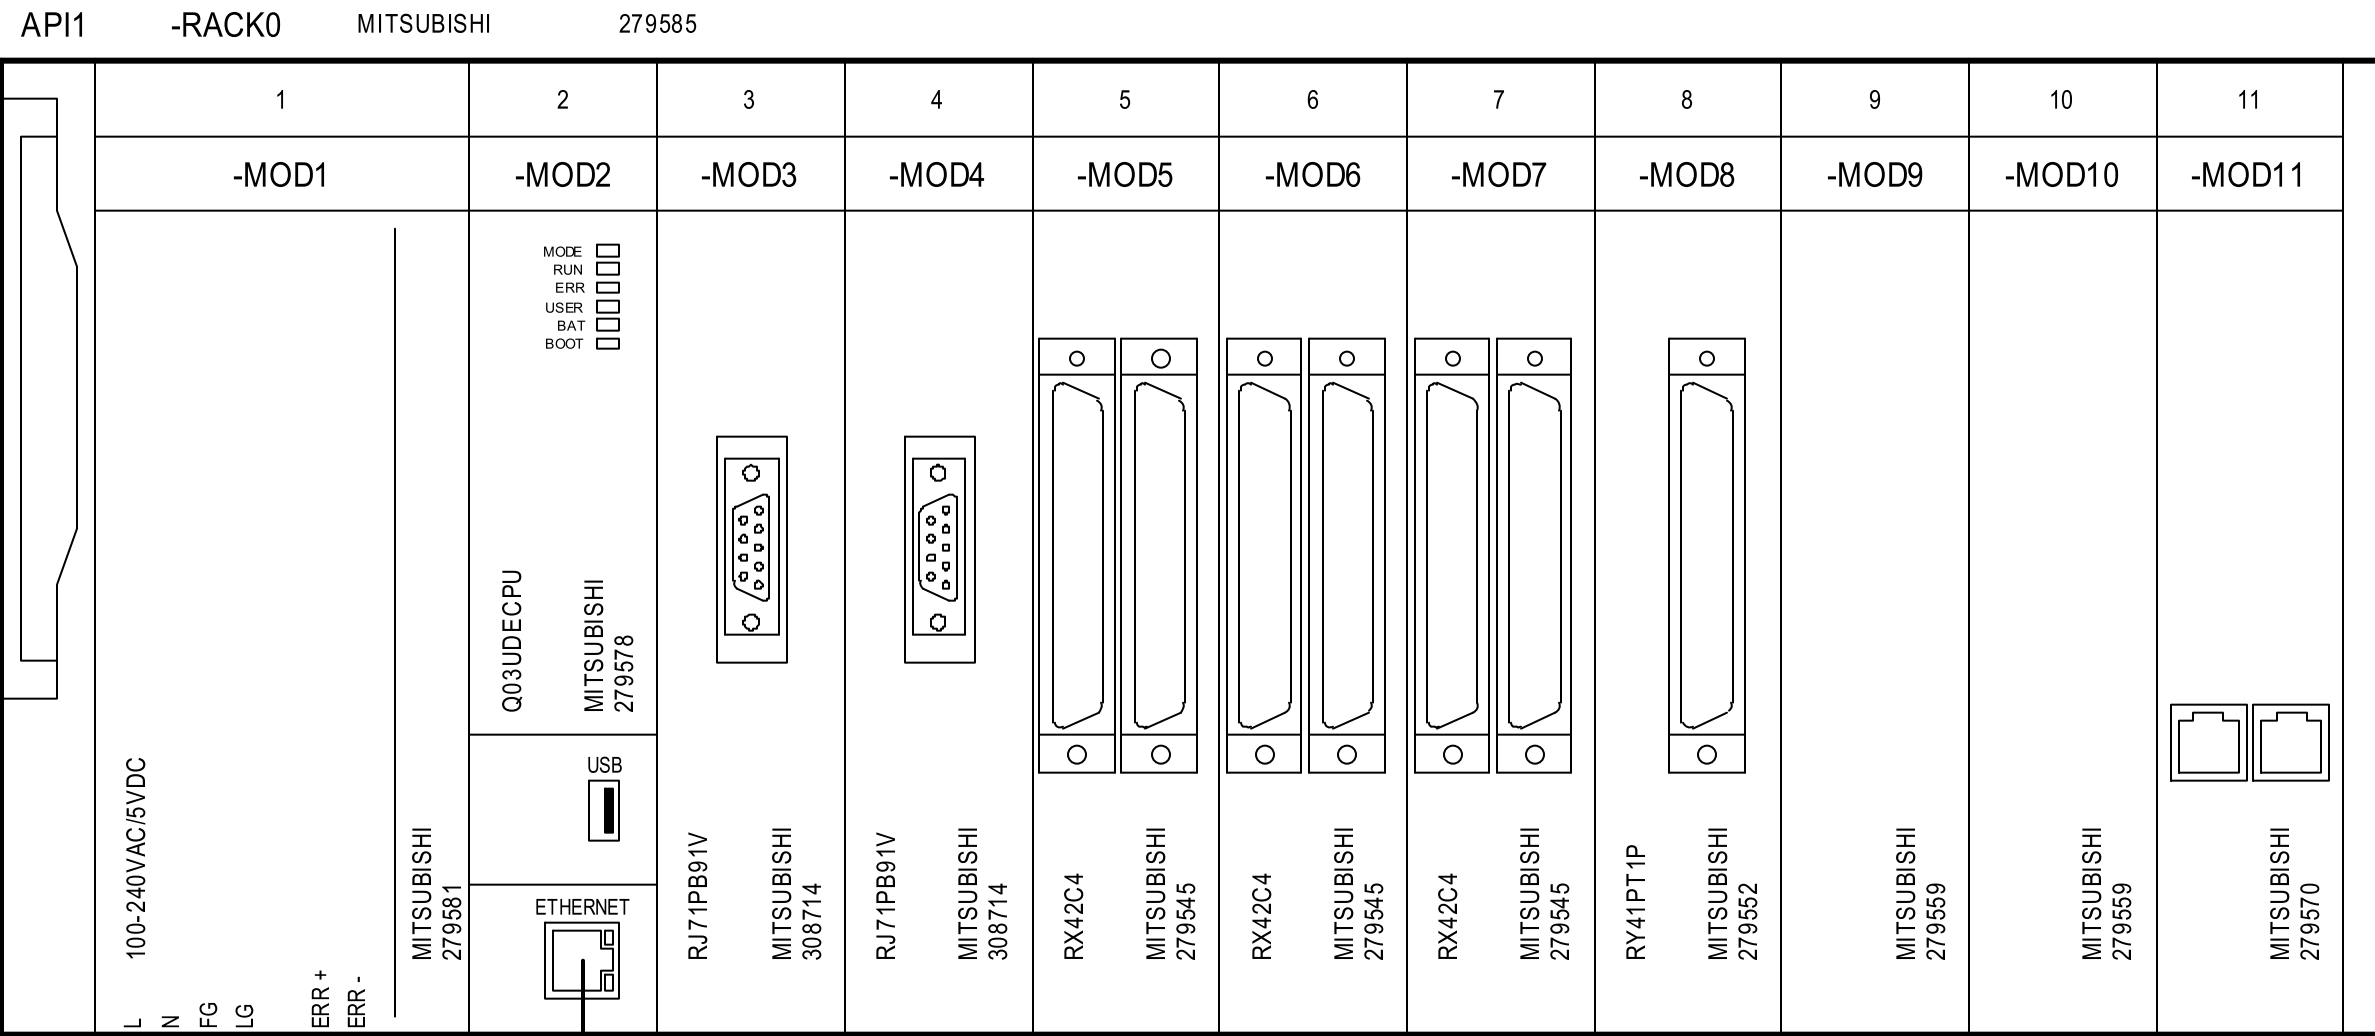 API1 -RACK0 MITSUBISHI 279585
1 2 3 4 5 6 7 8 9 10 11
-MOD1 -MOD2 -MOD3 -MOD4 -MOD5 -MOD6 -MOD7 -MOD8 -MOD9 -MOD10 -MOD11
100-240VAC/5VDC
L
N
FG
LG
ERR +
ERR -
MITSUBISHI
279581
MODE
RUN
ERR
USER
BAT
BOOT
Q03UDECPU
MITSUBISHI
279578
USB
ETHERNET
RJ71PB91V
MITSUBISHI
308714
RJ71PB91V
MITSUBISHI
308714
RX42C4
MITSUBISHI
279545
RX42C4
MITSUBISHI
279545
RX42C4
MITSUBISHI
279545
RY41PT1P
MITSUBISHI
279552
MITSUBISHI
279559
MITSUBISHI
279559
MITSUBISHI
279570